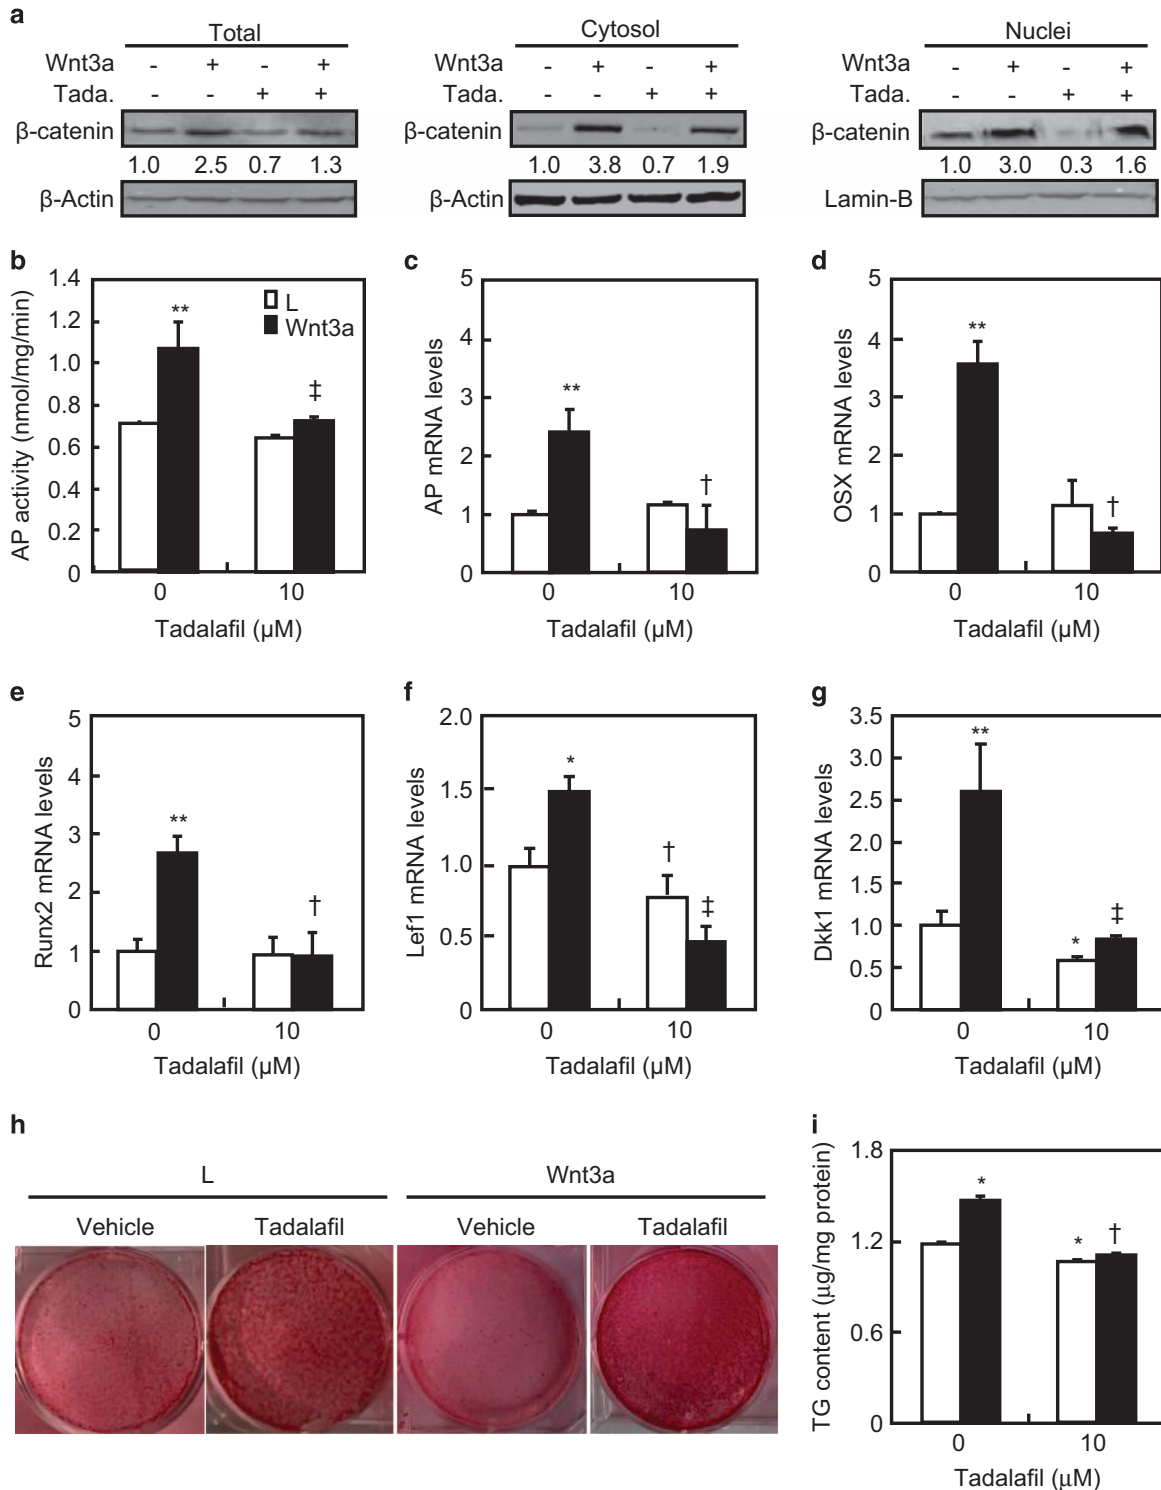 a
Total
Wnt3a - + - +
Tada. - - + +
β-catenin
1.0 2.5 0.7 1.3
β-Actin
Cytosol
Wnt3a - + - +
Tada. - - + +
β-catenin
1.0 3.8 0.7 1.9
β-Actin
Nuclei
Wnt3a - + - +
Tada. - - + +
β-catenin
1.0 3.0 0.3 1.6
Lamin-B
b
AP activity (nmol/mg/min)
1.4
1.2
1.0
0.8
0.6
0.4
0.2
0
L
Wnt3a
**
‡
0 10
Tadalafil (µM)
c
AP mRNA levels
5
4
3
2
1
0
**
†
0 10
Tadalafil (µM)
d
OSX mRNA levels
5
4
3
2
1
0
**
†
0 10
Tadalafil (µM)
e
Runx2 mRNA levels
5
4
3
2
1
0
**
†
0 10
Tadalafil (µM)
f
Lef1 mRNA levels
2.0
1.5
1.0
0.5
0
*
†
‡
0 10
Tadalafil (µM)
g
Dkk1 mRNA levels
3.5
3.0
2.5
2.0
1.5
1.0
0.5
0
**
*
‡
0 10
Tadalafil (µM)
h
L Wnt3a
Vehicle Tadalafil Vehicle Tadalafil
i
TG content (µg/mg protein)
1.8
1.2
0.6
0
*
*
†
0 10
Tadalafil (µM)